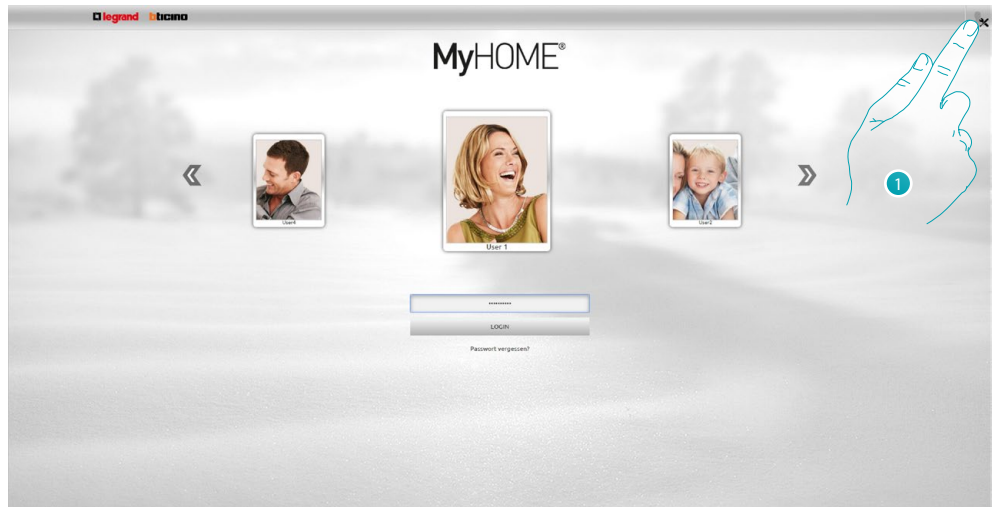 legrand bticino
MyHOME®
User4
User 1
User2
1
••••••••••
LOGIN
Passwort vergessen?